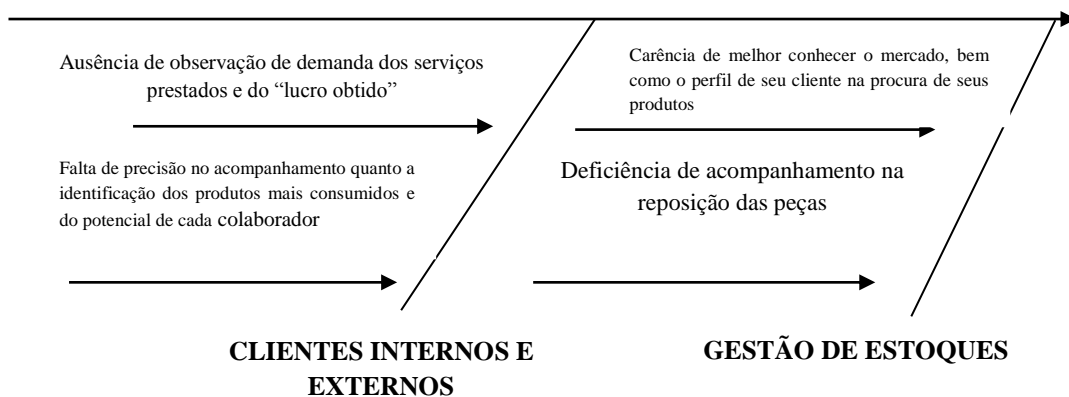 Ausência de observação de demanda dos serviços
prestados e do “lucro obtido”
Falta de precisão no acompanhamento quanto a
identificação dos produtos mais consumidos e
do potencial de cada colaborador
CLIENTES INTERNOS E
EXTERNOS
Carência de melhor conhecer o mercado, bem
como o perfil de seu cliente na procura de seus
produtos
Deficiência de acompanhamento na
reposição das peças
GESTÃO DE ESTOQUES